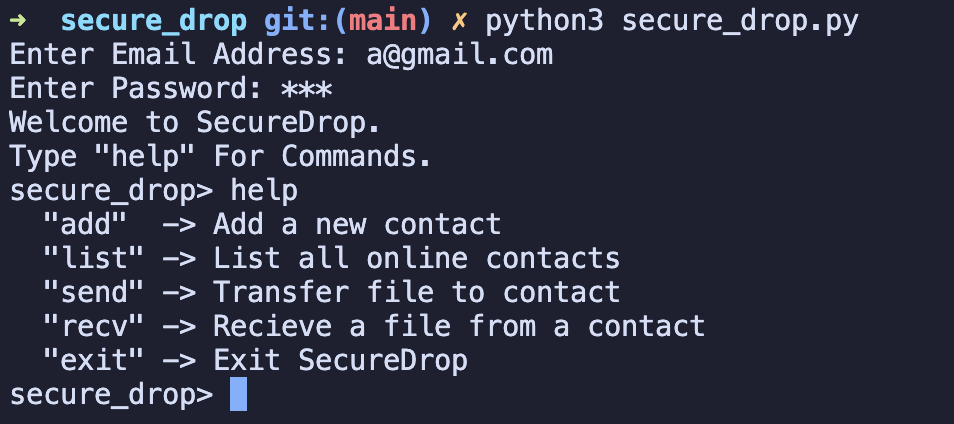 ➜  secure_drop git:(main) ✗ python3 secure_drop.py
Enter Email Address: a@gmail.com
Enter Password: ***
Welcome to SecureDrop.
Type "help" For Commands.
secure_drop> help
  "add"  -> Add a new contact
  "list" -> List all online contacts
  "send" -> Transfer file to contact
  "recv" -> Recieve a file from a contact
  "exit" -> Exit SecureDrop
secure_drop>